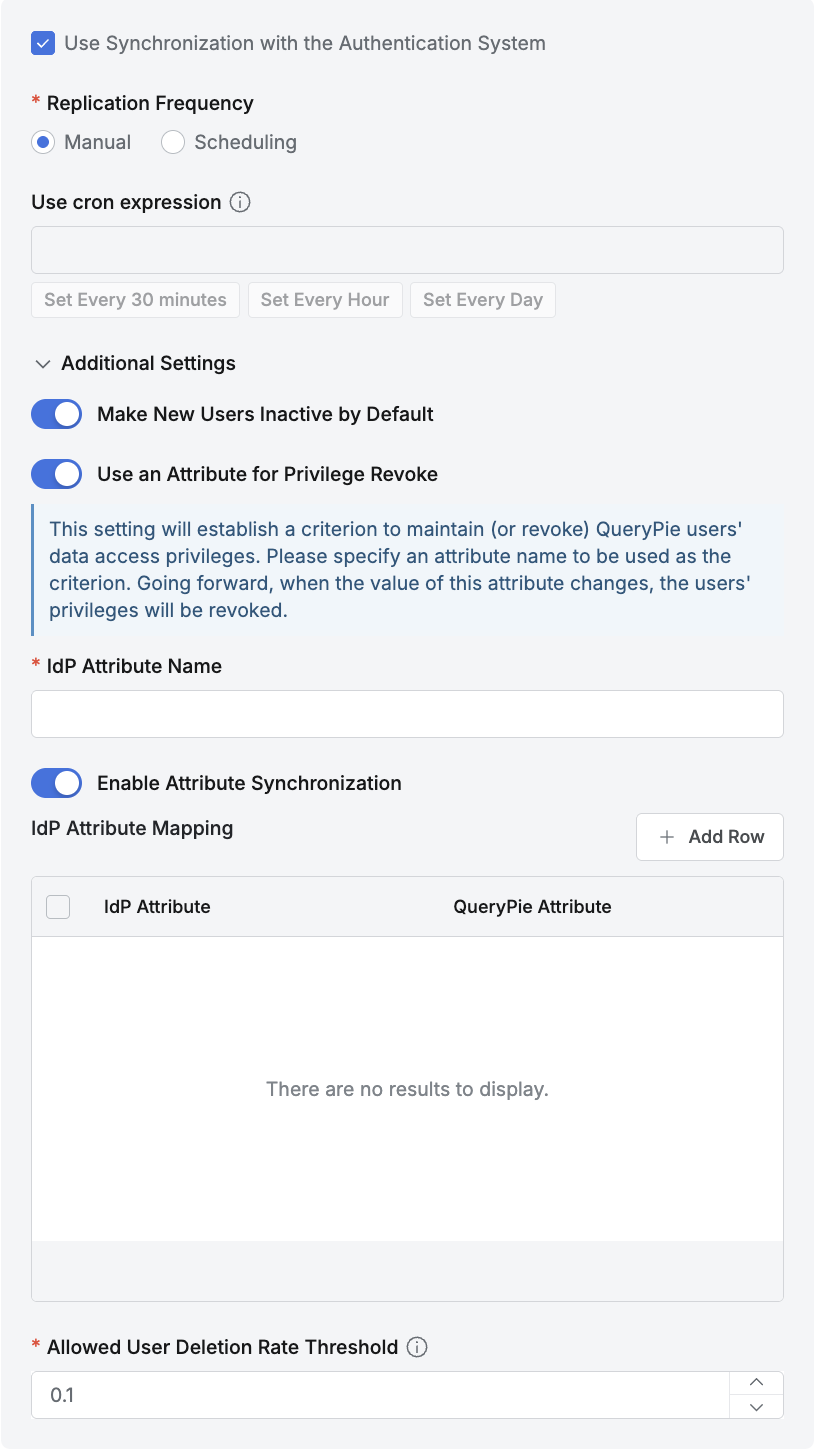 Use Synchronization with the Authentication System
* Replication Frequency
Manual Scheduling
Use cron expression
Set Every 30 minutes Set Every Hour Set Every Day
Additional Settings
Make New Users Inactive by Default
Use an Attribute for Privilege Revoke
This setting will establish a criterion to maintain (or revoke) QueryPie users'
data access privileges. Please specify an attribute name to be used as the
criterion. Going forward, when the value of this attribute changes, the users'
privileges will be revoked.
* IdP Attribute Name
Enable Attribute Synchronization
IdP Attribute Mapping
+ Add Row
IdP Attribute QueryPie Attribute
There are no results to display.
* Allowed User Deletion Rate Threshold
0.1